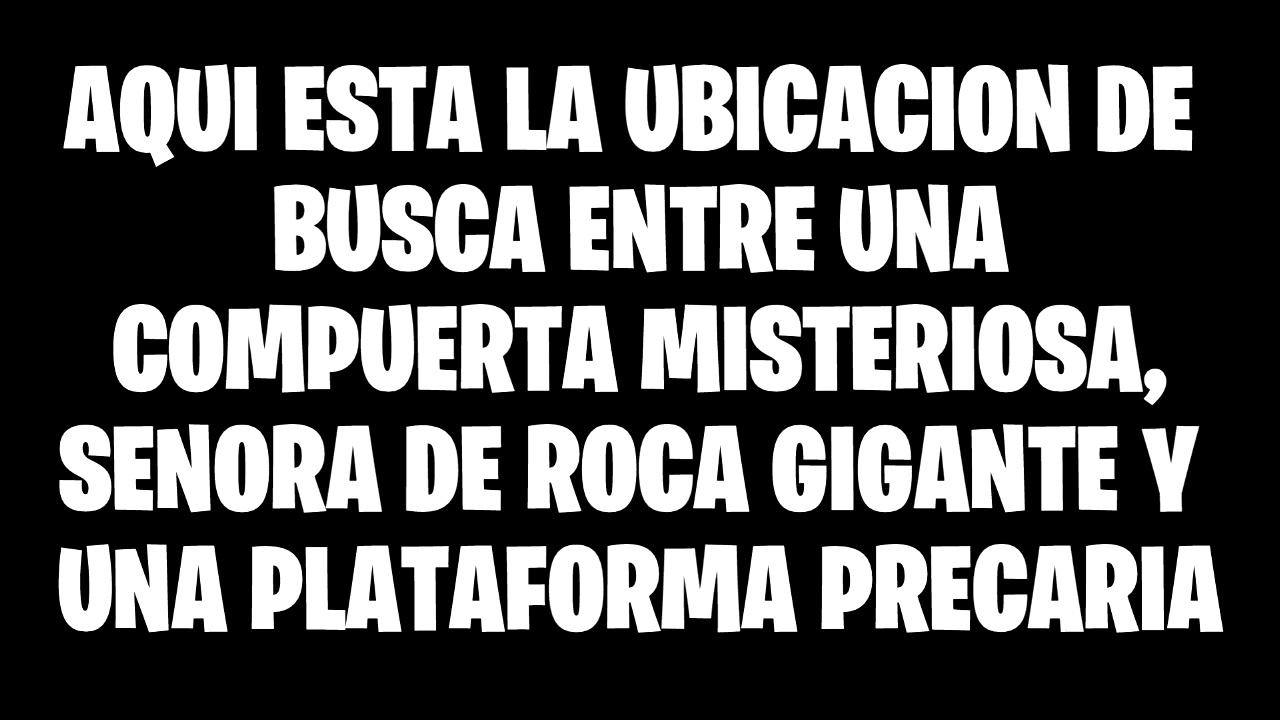 AQUI ESTA LA UBICACION DE
BUSCA ENTRE UNA
COMPUERTA MISTERIOSA,
SENORA DE ROCA GIGANTE Y
UNA PLATAFORMA PRECARIA